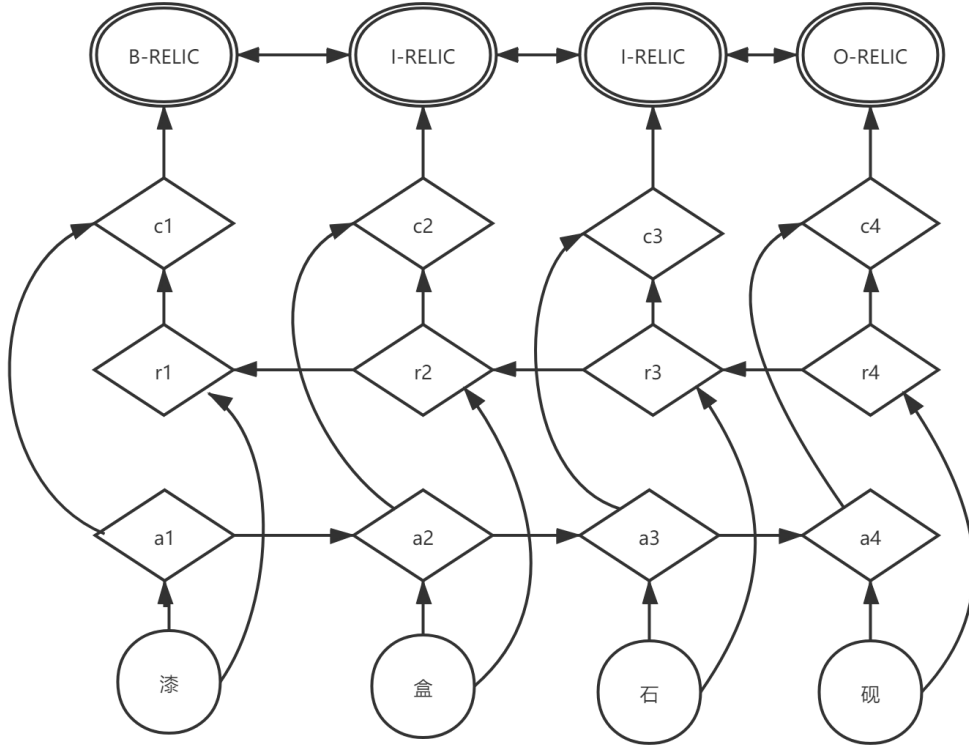 B-RELIC I-RELIC I-RELIC O-RELIC
c1 c2 c3 c4
r1 r2 r3 r4
a1 a2 a3 a4
漆 盒 石 砚